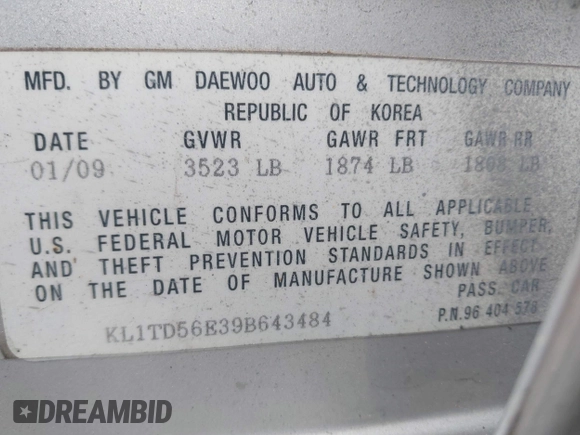 MFD. BY GM DAEWOO AUTO & TECHNOLOGY COMPANY
REPUBLIC OF KOREA
DATE GVWR GAWR FRT GAWR RR
01/09 3523 LB 1874 LB 1808 LB
THIS VEHICLE CONFORMS TO ALL APPLICABLE
U.S. FEDERAL MOTOR VEHICLE SAFETY, BUMPER,
AND THEFT PREVENTION STANDARDS IN EFFECT
ON THE DATE OF MANUFACTURE SHOWN ABOVE
PASS. CAR
KL1TD56E39B643484
P.N.96 404 578
DREAMBID